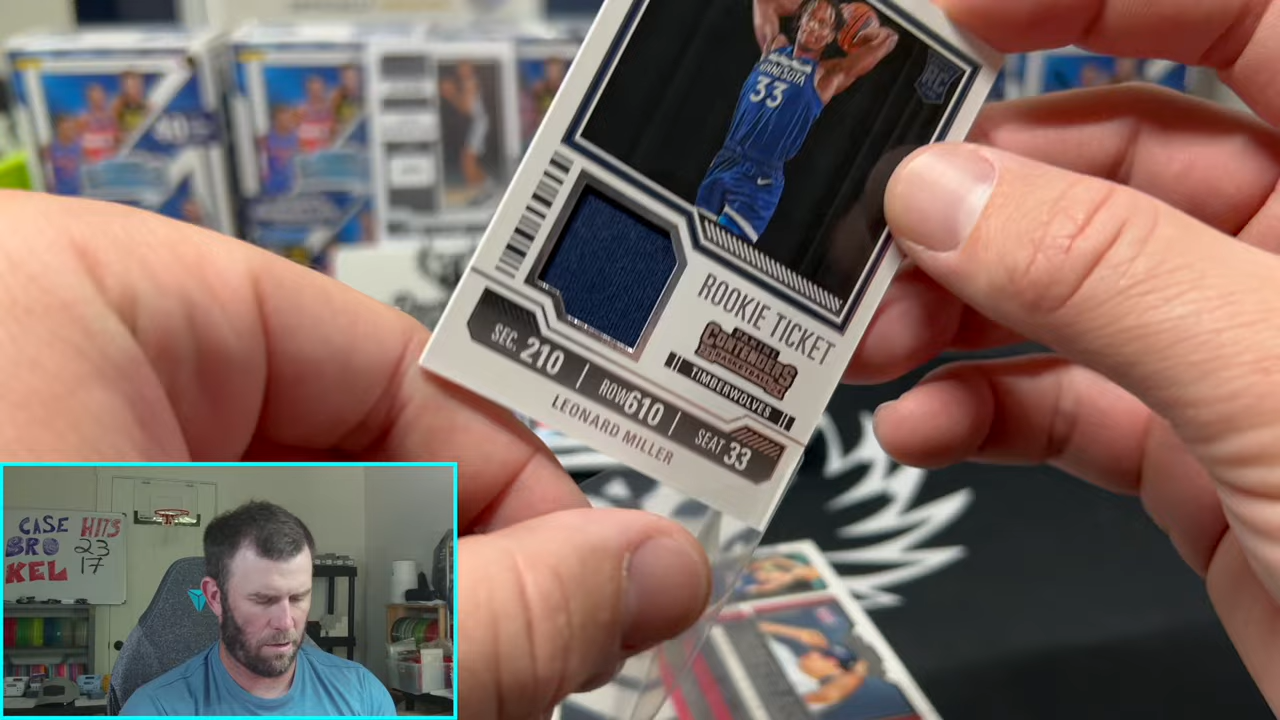 MINNESOTA
33
RC
ROOKIE TICKET
PANINI
CONTENDERS
BASKETBALL
TIMBERWOLVES
SEC. 210 | ROW 610 | SEAT 33
LEONARD MILLER
CASE HITS
BRO 23
KEL 17